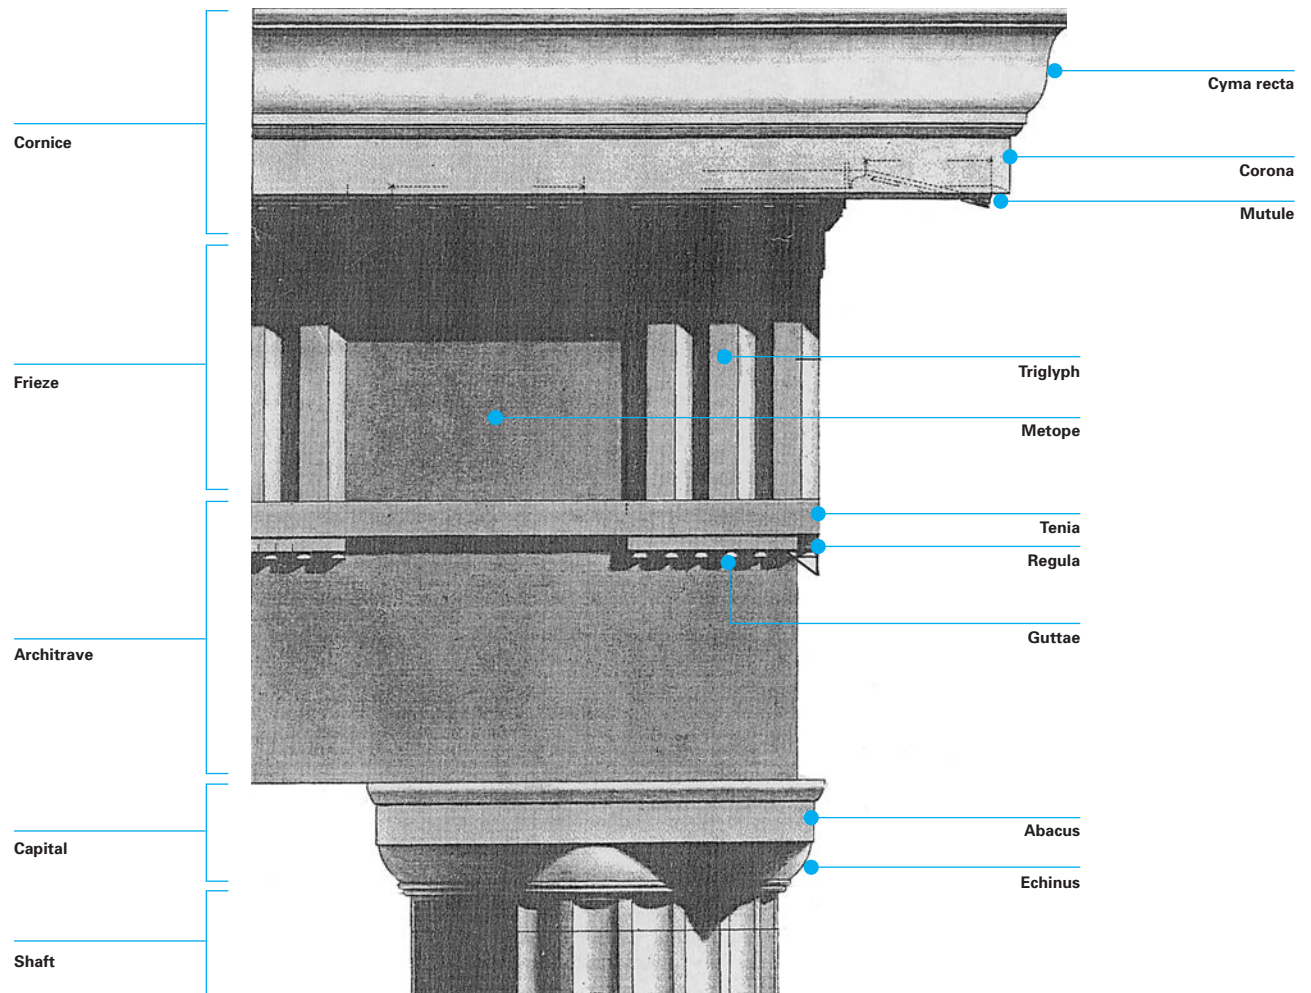 Cyma recta
Cornice
Corona
Mutule
Triglyph
Frieze
Metope
Tenia
Regula
Guttae
Architrave
Abacus
Capital
Echinus
Shaft